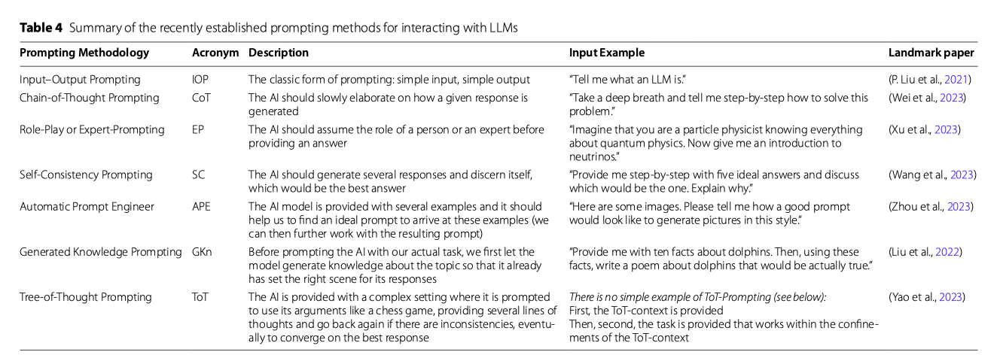 Table 4 Summary of the recently established prompting methods for interacting with LLMs
Prompting Methodology Acronym Description Input Example Landmark paper
Input–Output Prompting IOP The classic form of prompting: simple input, simple output “Tell me what an LLM is.” (P. Liu et al., 2021)
Chain-of-Thought Prompting CoT The AI should slowly elaborate on how a given response is “Take a deep breath and tell me step-by-step how to solve this (Wei et al., 2023)
generated problem.”
Role-Play or Expert-Prompting EP The AI should assume the role of a person or an expert before “Imagine that you are a particle physicist knowing everything (Xu et al., 2023)
providing an answer about quantum physics. Now give me an introduction to
neutrinos.”
Self-Consistency Prompting SC The AI should generate several responses and discern itself, “Provide me step-by-step with five ideal answers and discuss (Wang et al., 2023)
which would be the best answer which would be the one. Explain why.”
Automatic Prompt Engineer APE The AI model is provided with several examples and it should “Here are some images. Please tell me how a good prompt (Zhou et al., 2023)
help us to find an ideal prompt to arrive at these examples (we would look like to generate pictures in this style.”
can then further work with the resulting prompt)
Generated Knowledge Prompting GKn Before prompting the AI with our actual task, we first let the “Provide me with ten facts about dolphins. Then, using these (Liu et al., 2022)
model generate knowledge about the topic so that it already facts, write a poem about dolphins that would be actually true.”
has set the right scene for its responses
Tree-of-Thought Prompting ToT The AI is provided with a complex setting where it is prompted There is no simple example of ToT-Prompting (see below): (Yao et al., 2023)
to use its arguments like a chess game, providing several lines of First, the ToT-context is provided
thoughts and go back again if there are inconsistencies, eventu- Then, second, the task is provided that works within the confine-
ally to converge on the best response ments of the ToT-context